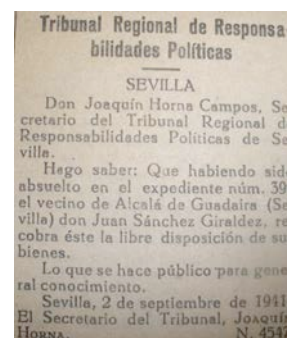 Tribunal Regional de Responsa
bilidades Políticas
SEVILLA
Don Joaquín Horna Campos, Se
cretario del Tribunal Regional d
Responsabilidades Políticas de Se
villa.
Hago saber: Que habiendo sid
absuelto en el expediente núm. 39
el vecino de Alcalá de Guadaira (Se
villa) don Juan Sánchez Giraldez, re
cobra éste la libre disposición de su
bienes.
Lo que se hace público para gene
ral conocimiento.
Sevilla, 2 de septiembre de 1941
El Secretario del Tribunal, Joaquín
Horna. N. 4547